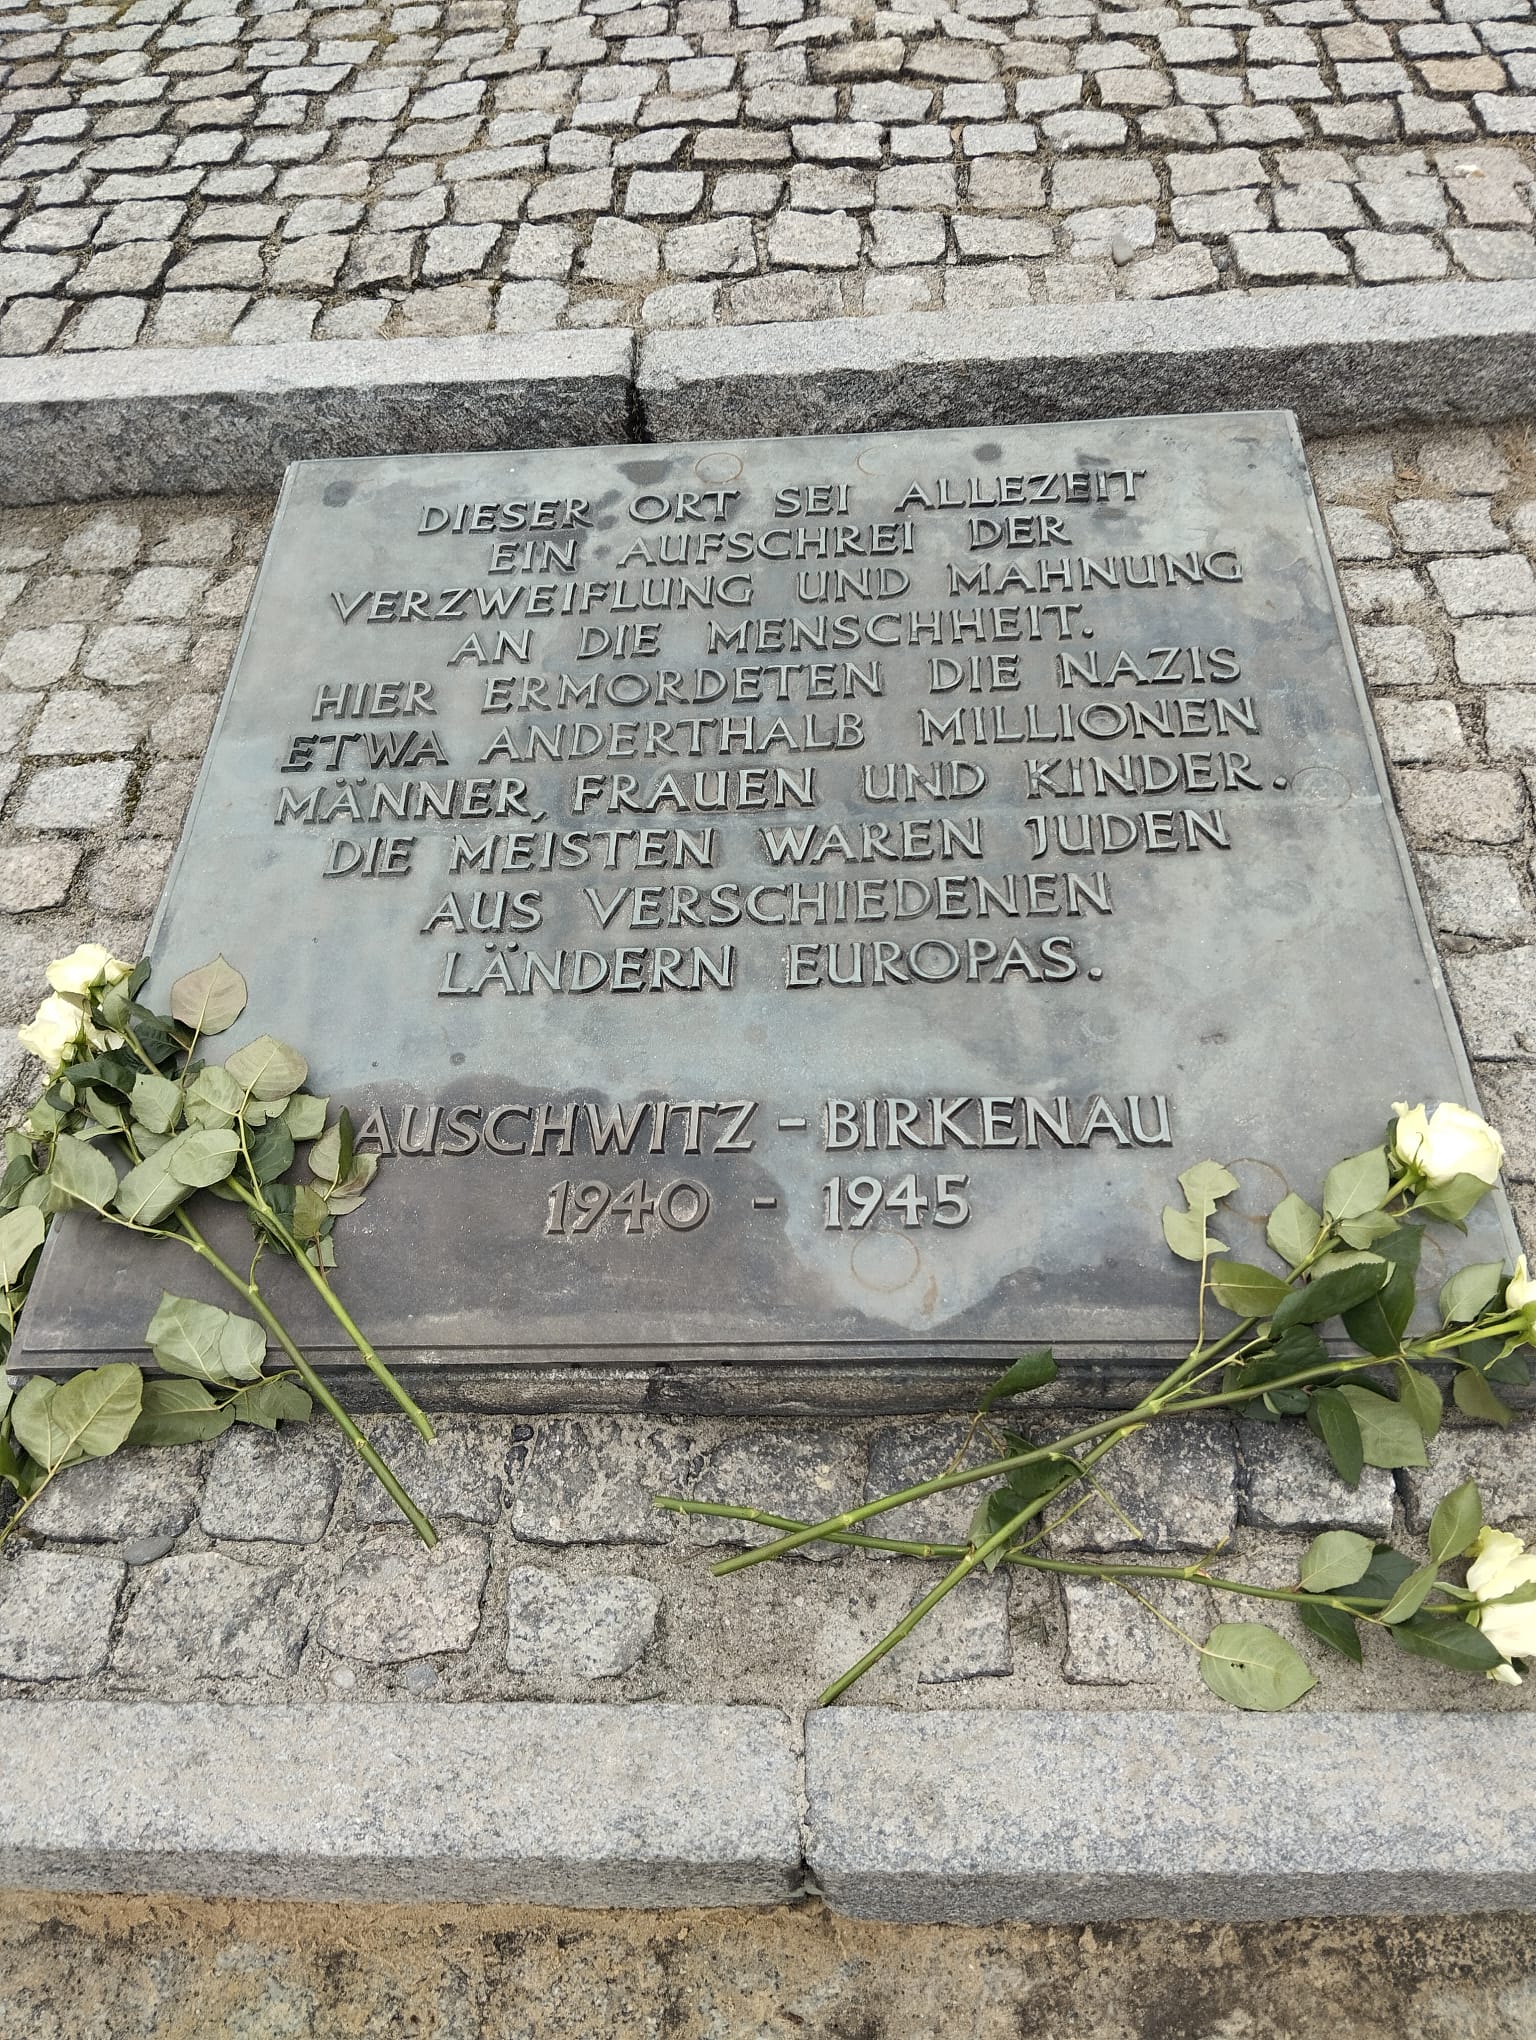 DIESER ORT SEI ALLEZEIT
EIN AUFSCHREI DER
VERZWEIFLUNG UND MAHNUNG
AN DIE MENSCHHEIT.
HIER ERMORDETEN DIE NAZIS
ETWA ANDERTHALB MILLIONEN
MÄNNER, FRAUEN UND KINDER.
DIE MEISTEN WAREN JUDEN
AUS VERSCHIEDENEN
LÄNDERN EUROPAS.
AUSCHWITZ - BIRKENAU
1940 - 1945